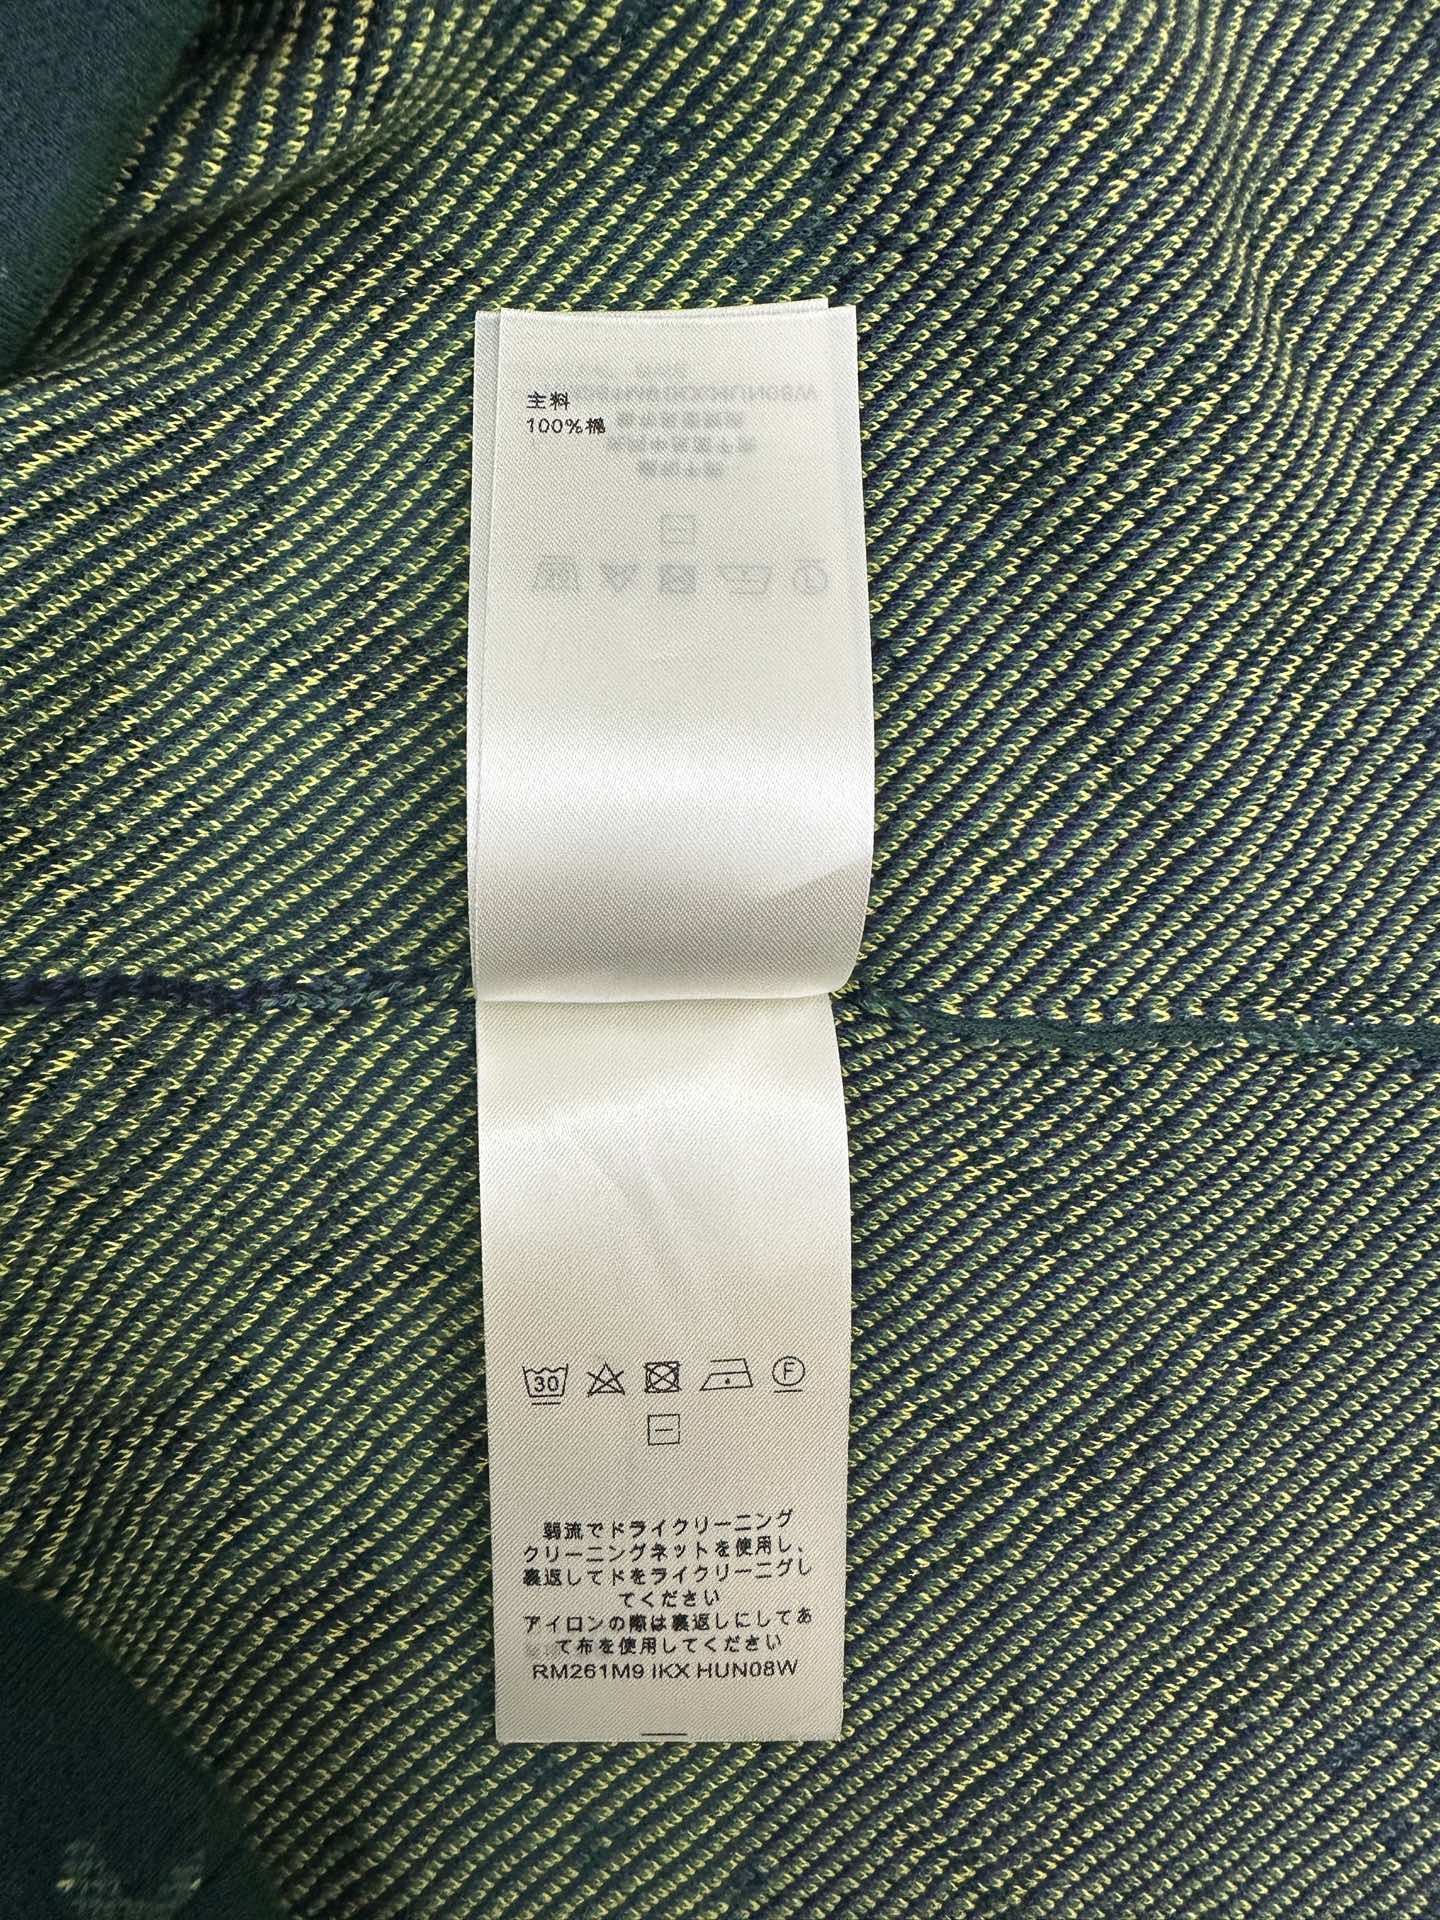 主料
100%棉
30
F
弱流でドライクリーニング
クリーニングネットを使用し、
裏返してドをライクリーニグし
てください
アイロンの際は裏返しにしてあ
て布を使用してください
RM261M9 IKX HUN08W